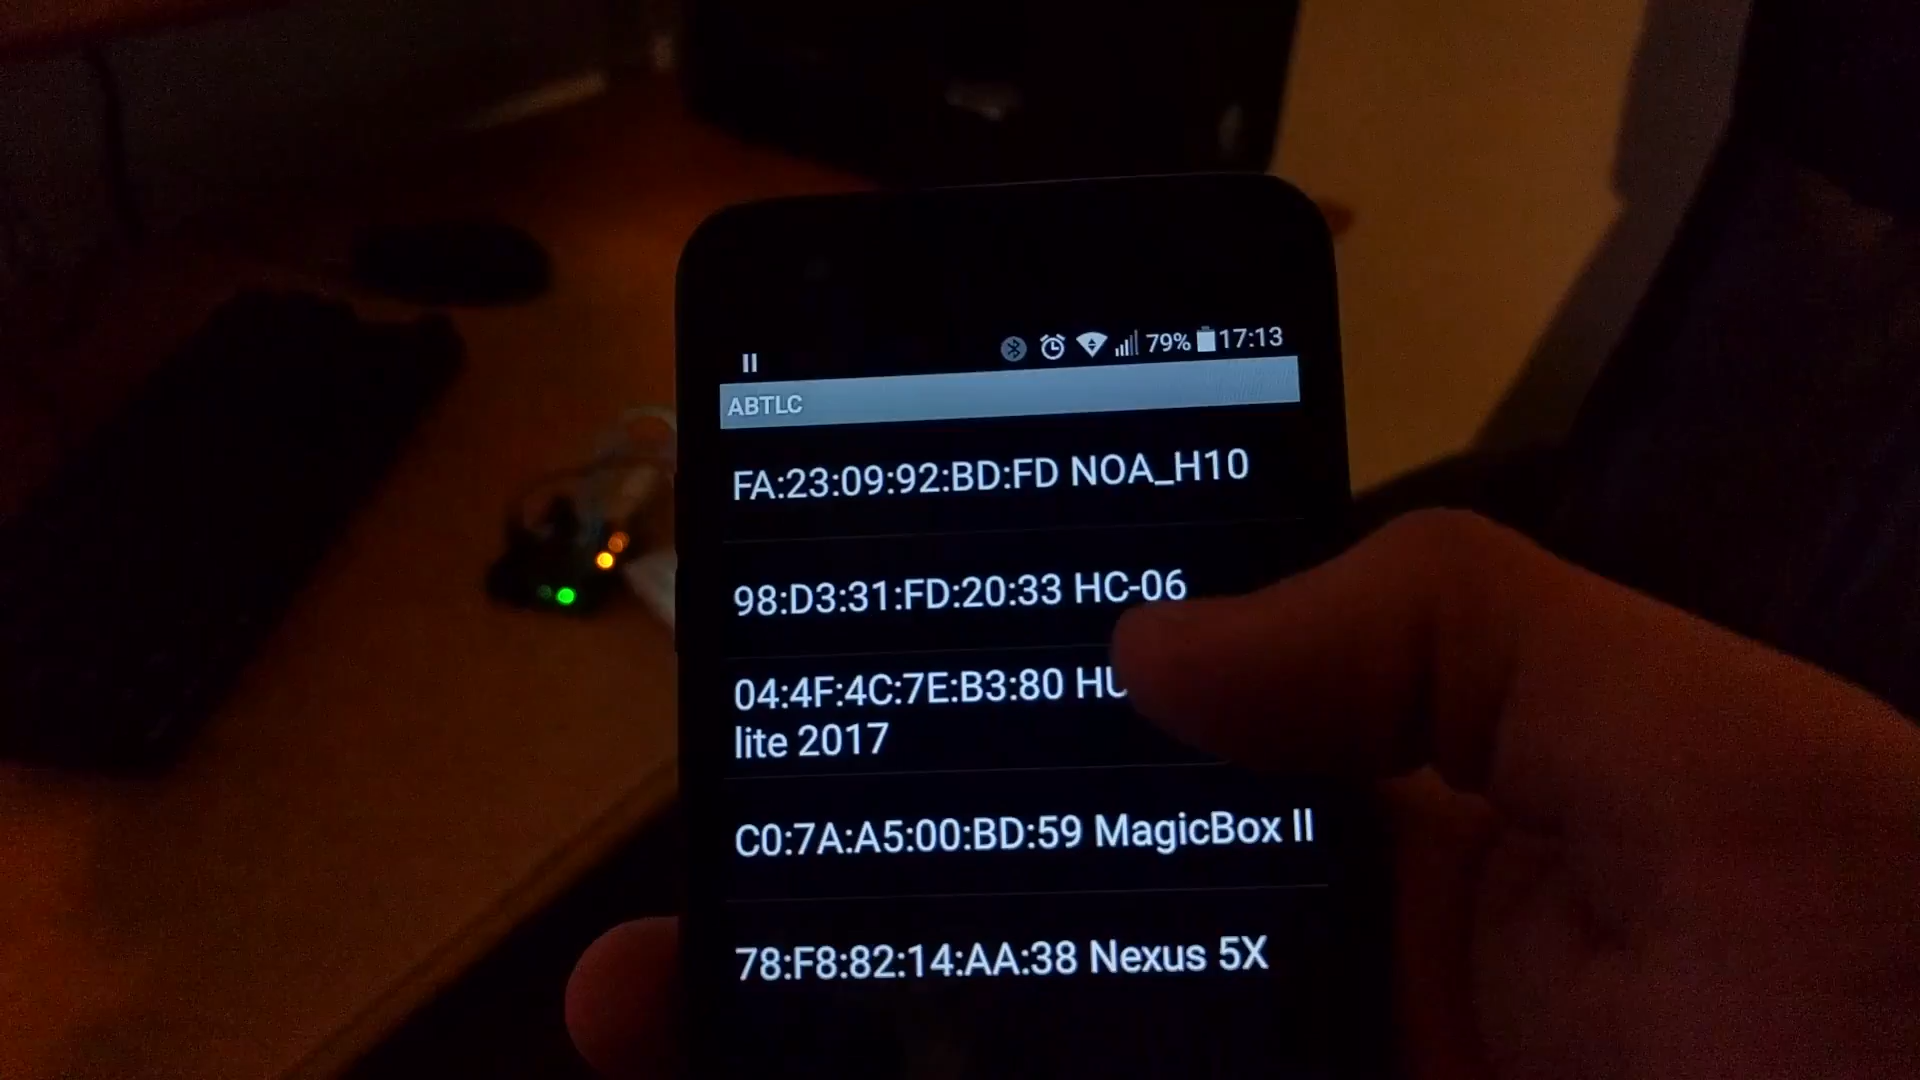 79% 17:13
ABTLC
FA:23:09:92:BD:FD NOA_H10
98:D3:31:FD:20:33 HC-06
04:4F:4C:7E:B3:80
lite 2017
C0:7A:A5:00:BD:59 MagicBox II
78:F8:82:14:AA:38 Nexus 5X